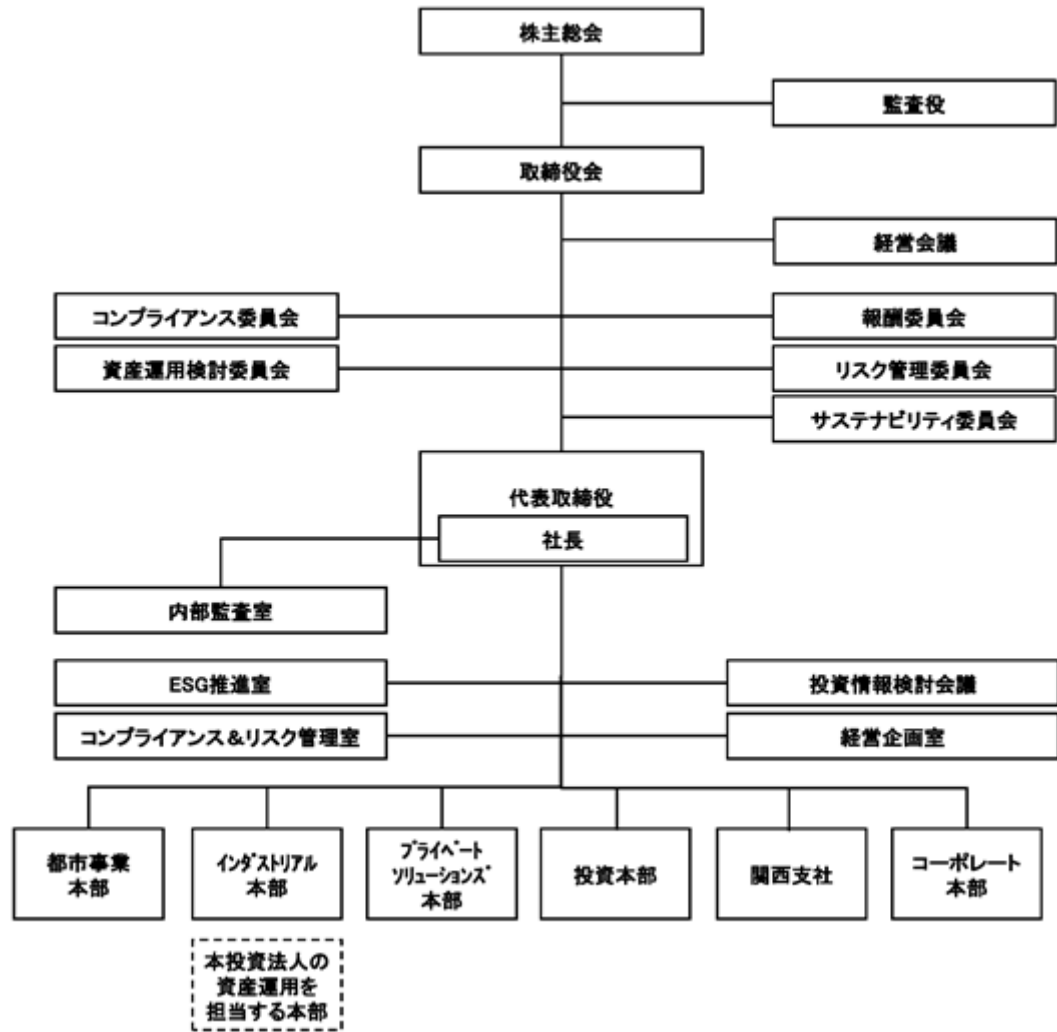 株主総会
監査役
取締役会
経営会議
コンプライアンス委員会
報酬委員会
資産運用検討委員会
リスク管理委員会
サステナビリティ委員会
代表取締役
社長
内部監査室
ESG推進室
投資情報検討会議
コンプライアンス&リスク管理室
経営企画室
都市事業
本部
インダストリアル
本部
プライベート
ソリューションズ
本部
投資本部
関西支社
コーポレート
本部
本投資法人の
資産運用を
担当する本部